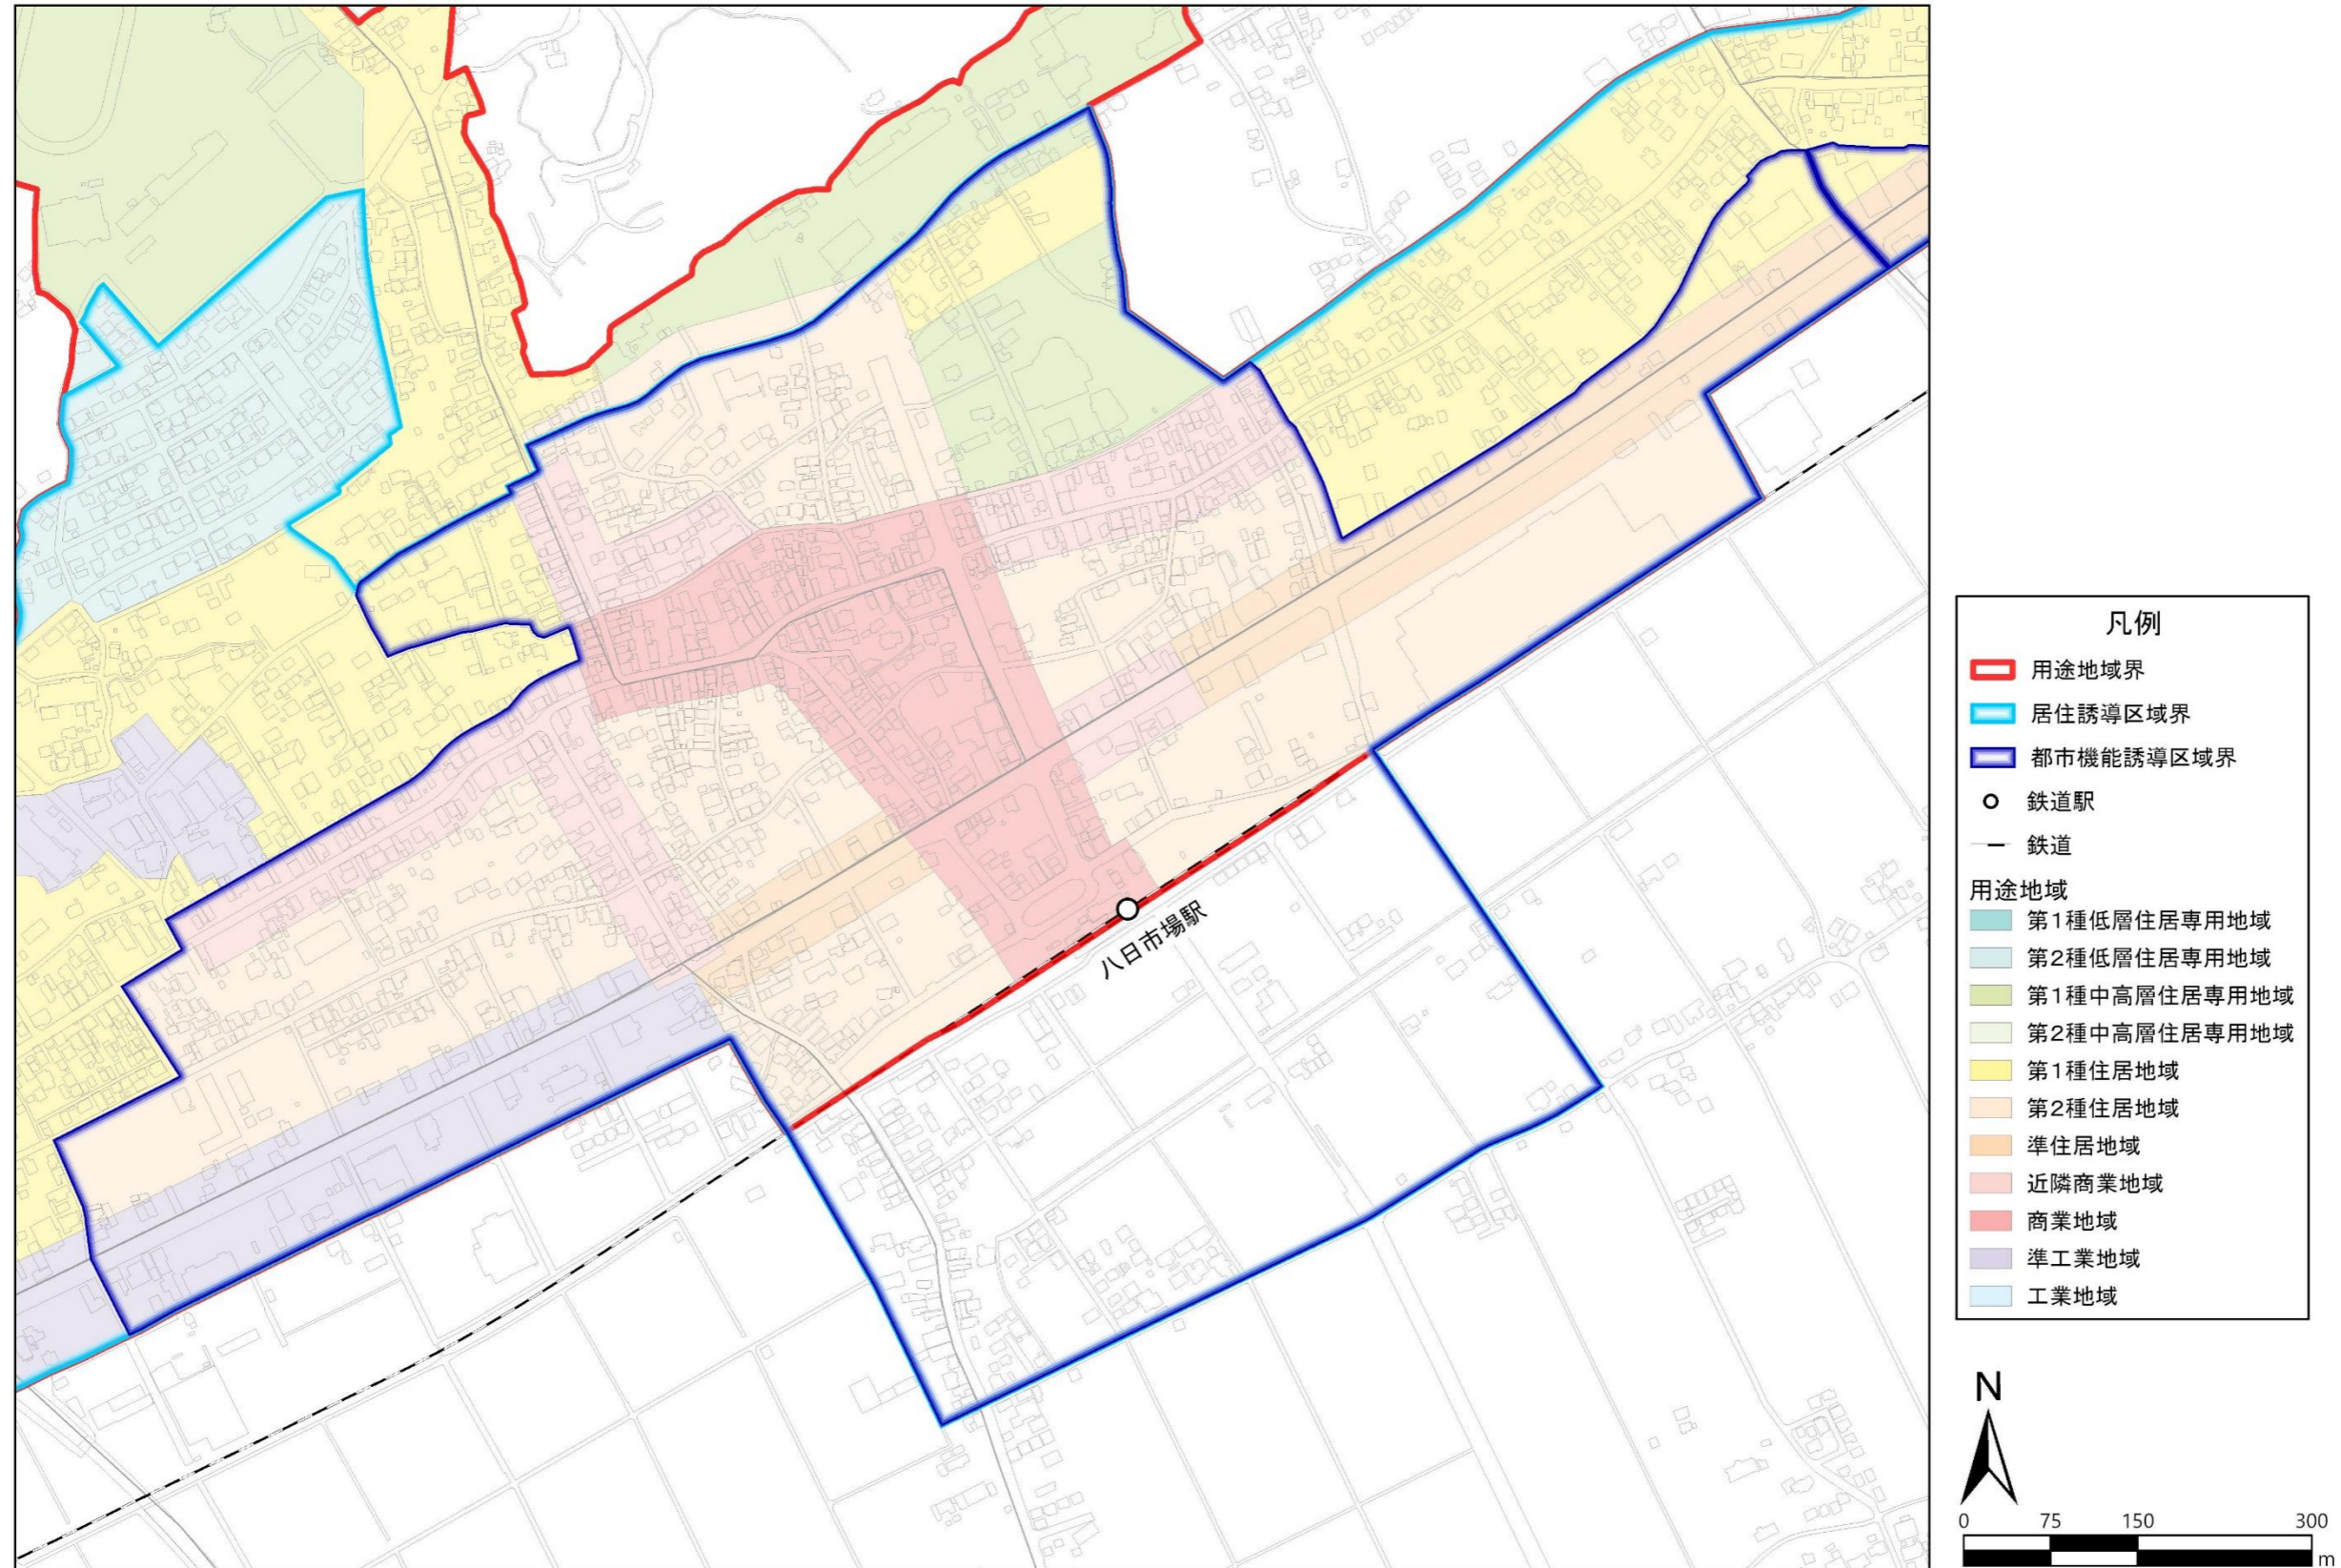 八日市場駅
凡例
用途地域界
居住誘導区域界
都市機能誘導区域界
鉄道駅
鉄道
用途地域
第1種低層住居専用地域
第2種低層住居専用地域
第1種中高層住居専用地域
第2種中高層住居専用地域
第1種住居地域
第2種住居地域
準住居地域
近隣商業地域
商業地域
準工業地域
工業地域
N
0 75 150 300
m